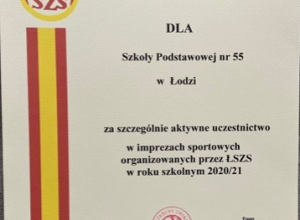 SZS
DLA
Szkoły Podstawowej nr 55
w Łodzi
za szczególnie aktywne uczestnictwo
w imprezach sportowych
organizowanych przez ŁSZS
w roku szkolnym 2020/21